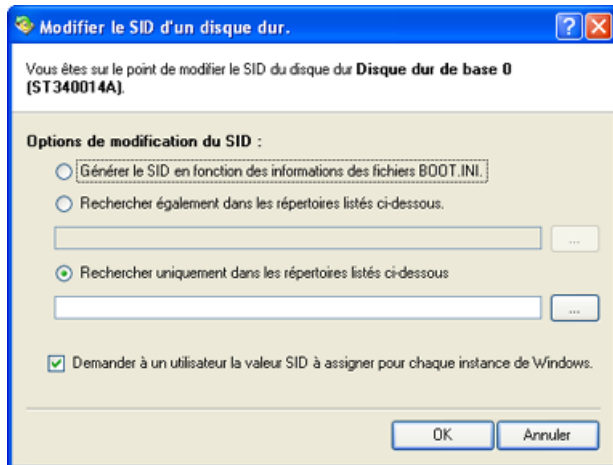 Modifier le SID d'un disque dur.
Vous êtes sur le point de modifier le SID du disque dur Disque dur de base 0
(ST340014A).
Options de modification du SID :
Générer le SID en fonction des informations des fichiers BOOT.INI.
Rechercher également dans les répertoires listés ci-dessous.
...
Rechercher uniquement dans les répertoires listés ci-dessous
...
Demander à un utilisateur la valeur SID à assigner pour chaque instance de Windows.
OK Annuler